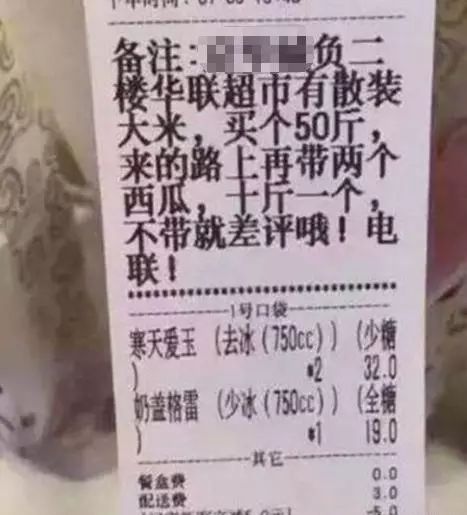 备注: 负二
楼华联超市有散装
大米，买个50斤，
来的路上再带两个
西瓜，十斤一个，
不带就差评哦！电
联！
1号口袋
寒天爱玉 (去冰(750cc)) (少糖
) *2 32.0
奶盖格雷 (少冰(750cc)) (全糖
) *1 19.0
其它
餐盒费 0.0
配送费 3.0
-5.0